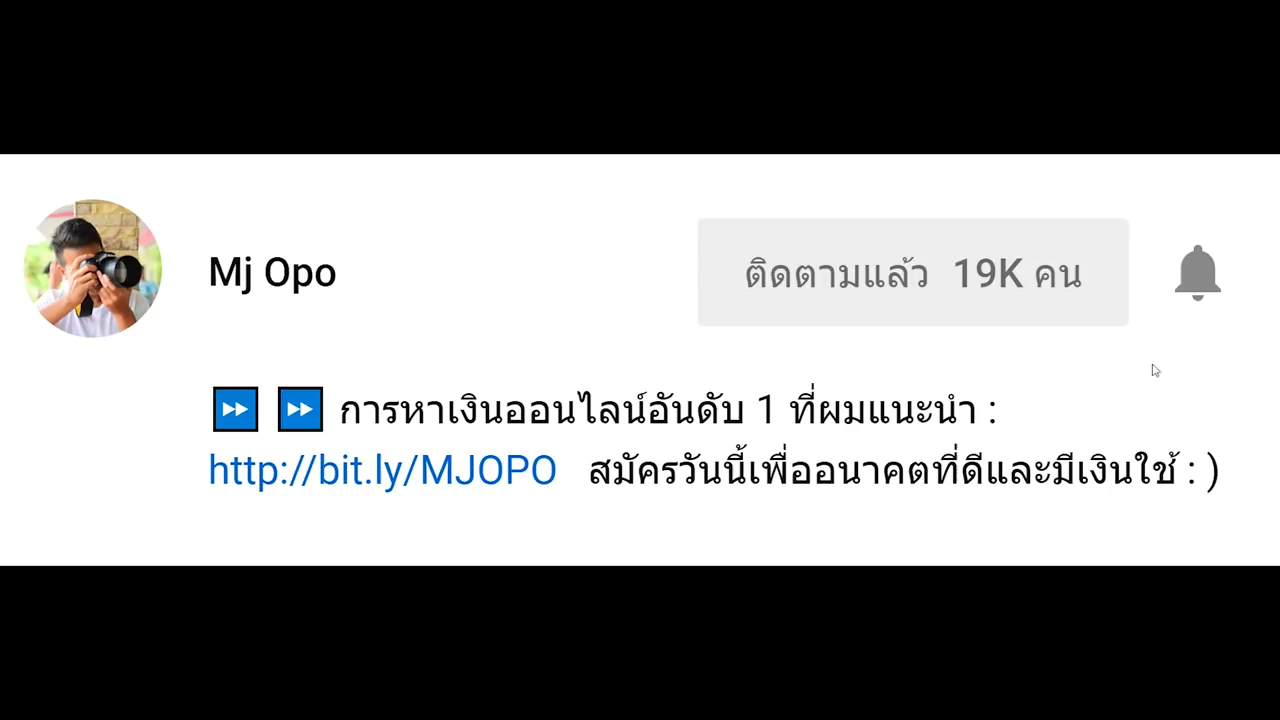 Mj Opo
ติดตามแล้ว 19K คน
⏩ ⏩ การหาเงินออนไลน์อันดับ 1 ที่ผมแนะนำ :
http://bit.ly/MJOPO สมัครวันนี้เพื่ออนาคตที่ดีและมีเงินใช้ : )